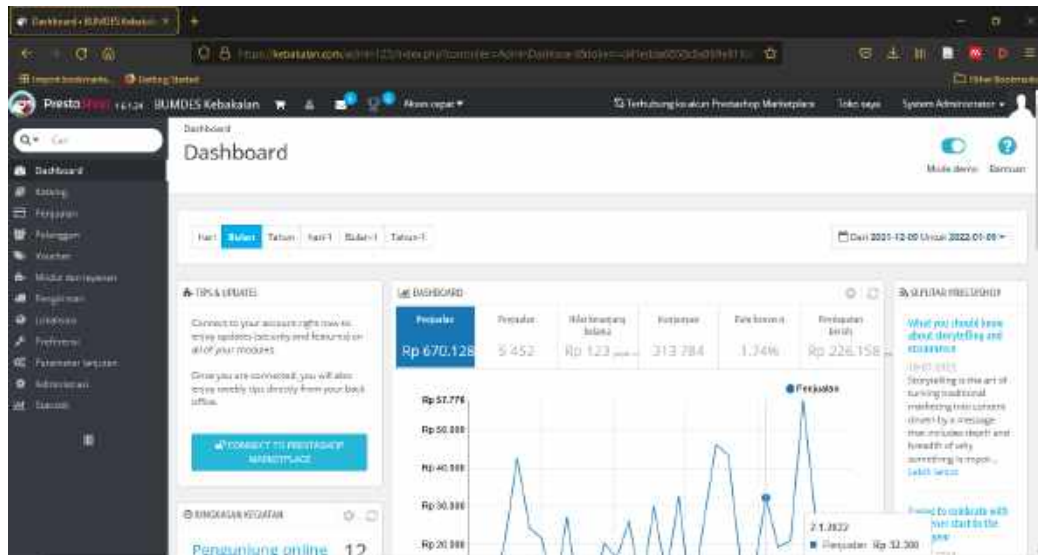 Dashboard • BUMDES Kebakalan
Import bookmarks... Getting Started
Other Bookmarks
PrestaShop 1.6.1.24 BUMDES Kebakalan
Akses cepat
Terhubung ke akun Prestashop Marketplace
Toko saya
System Administrator
Cari
Dashboard
Dashboard
Mode demo
Bantuan
Dashboard
Katalog
Penjualan
Pelanggan
Voucher
Modul dan layanan
Pengiriman
Lokalisasi
Preferensi
Parameter lanjutan
Administrasi
Statistik
Hari Bulan Tahun hari-1 Bulan-1 Tahun-1
Dari 2021-12-09 Untuk 2022-01-09
TIPS & UPDATES
Connect to your account right now to
enjoy updates (security and features) on
all of your modules.
Once you are connected, you will also
enjoy weekly tips directly from your back
office.
CONNECT TO PRESTASHOP
MARKETPLACE
RINGKASAN KEGIATAN
Pengunjung online 12
DASHBOARD
Penjualan
Rp 670.128
5 452
Nilai keranjang
belanja
Rp 123
Kunjungan
313 784
1.74%
Pendapatan
bersih
Rp 226.158
Penjualan
Rp 57.776
Rp 50.000
Rp 40.000
Rp 30.000
Rp 20.000
2.1.2022
Penjualan Rp 32.300
SEPUTAR PRESTASHOP
What you should know
about storytelling and
ecommerce
Storytelling is the art of
turning traditional
marketing into content
driven by a message
that includes depth and
breadth of why
something is impor...